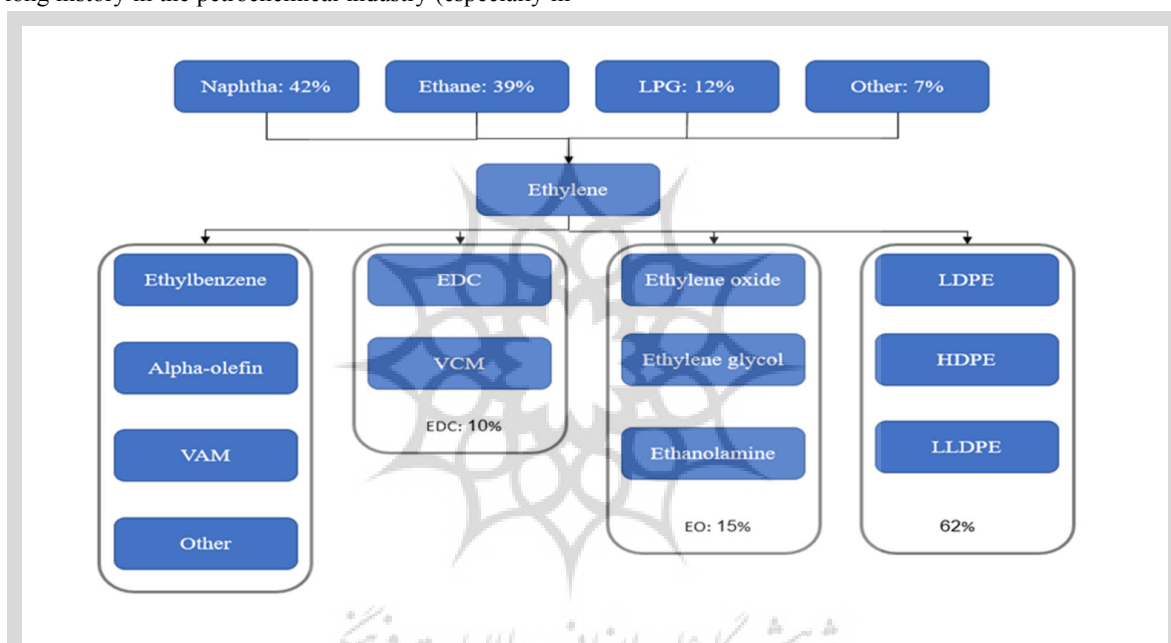 long history in the petrochemical industry (especially in
Naphtha: 42%
Ethane: 39%
LPG: 12%
Other: 7%
Ethylene
Ethylbenzene
Alpha-olefin
VAM
Other
EDC
VCM
EDC: 10%
Ethylene oxide
Ethylene glycol
Ethanolamine
EO: 15%
LDPE
HDPE
LLDPE
62%